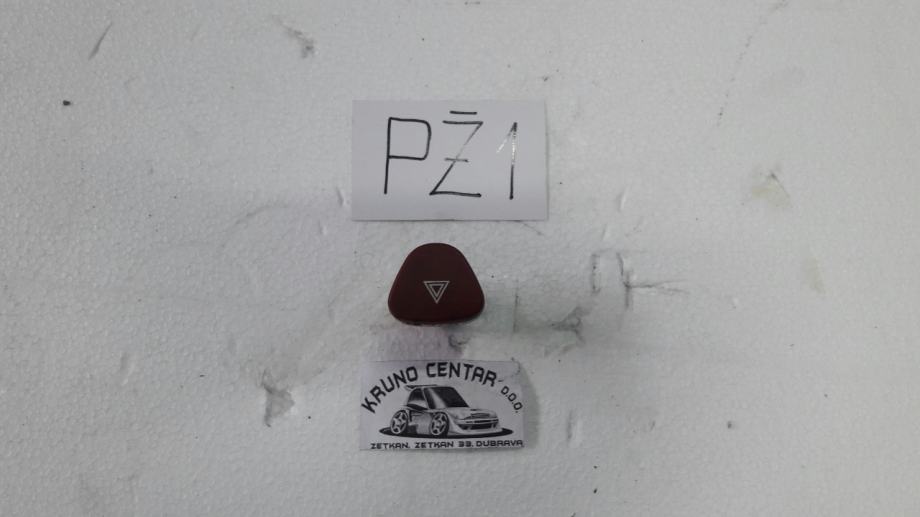 PŽ1
KRUNO CENTAR D.O.O.
ZETKAN, ZETKAN 33, DUBRAVA